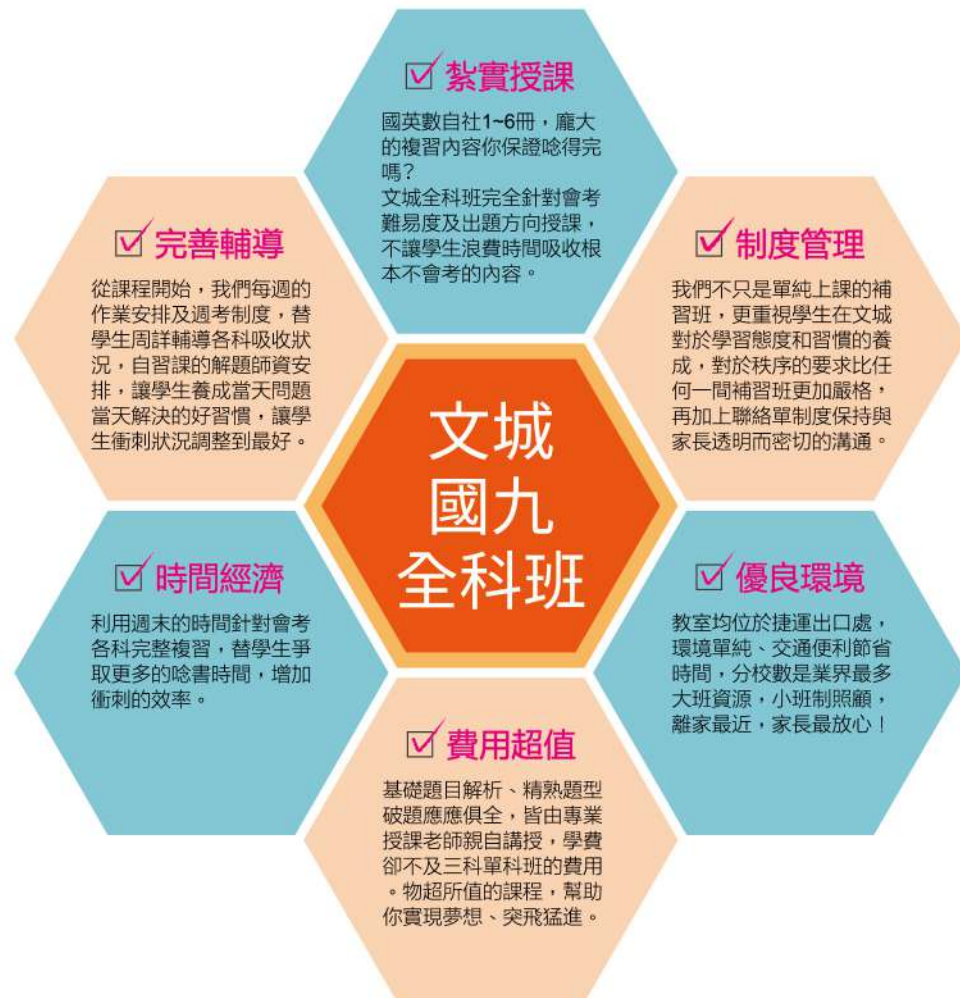 紮實授課
國英數自社1~6冊，龐大
的複習內容你保證唸得完
嗎？
文城全科班完全針對會考
難易度及出題方向授課，
不讓學生浪費時間吸收根
本不會考的內容。
完善輔導
從課程開始，我們每週的
作業安排及週考制度，替
學生周詳輔導各科吸收狀
況，自習課的解題師資安
排，讓學生養成當天問題
當天解決的好習慣，讓學
生衝刺狀況調整到最好。
制度管理
我們不只是單純上課的補
習班，更重視學生在文城
對於學習態度和習慣的養
成，對於秩序的要求比任
何一間補習班更加嚴格，
再加上聯絡單制度保持與
家長透明而密切的溝通。
文城
國九
全科班
時間經濟
利用週末的時間針對會考
各科完整複習，替學生爭
取更多的唸書時間，增加
衝刺的效率。
優良環境
教室均位於捷運出口處，
環境單純、交通便利節省
時間，分校數是業界最多
大班資源，小班制照顧，
離家最近，家長最放心！
費用超值
基礎題目解析、精熟題型
破題應應俱全，皆由專業
授課老師親自講授，學費
卻不及三科單科班的費用
。物超所值的課程，幫助
你實現夢想、突飛猛進。